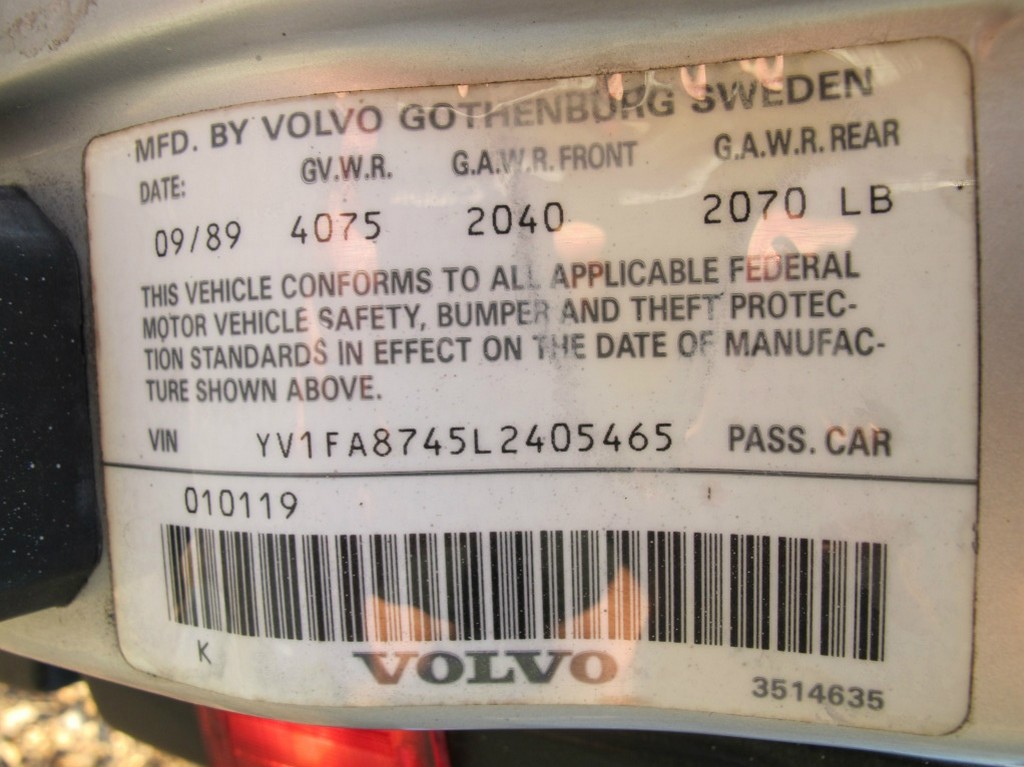 MFD. BY VOLVO GOTHENBURG SWEDEN
DATE: GV.W.R. G.A.W.R. FRONT G.A.W.R. REAR
09/89 4075 2040 2070 LB
THIS VEHICLE CONFORMS TO ALL APPLICABLE FEDERAL
MOTOR VEHICLE SAFETY, BUMPER AND THEFT PROTEC-
TION STANDARDS IN EFFECT ON THE DATE OF MANUFAC-
TURE SHOWN ABOVE.
VIN YV1FA8745L2405465 PASS. CAR
010119
K
VOLVO
3514635